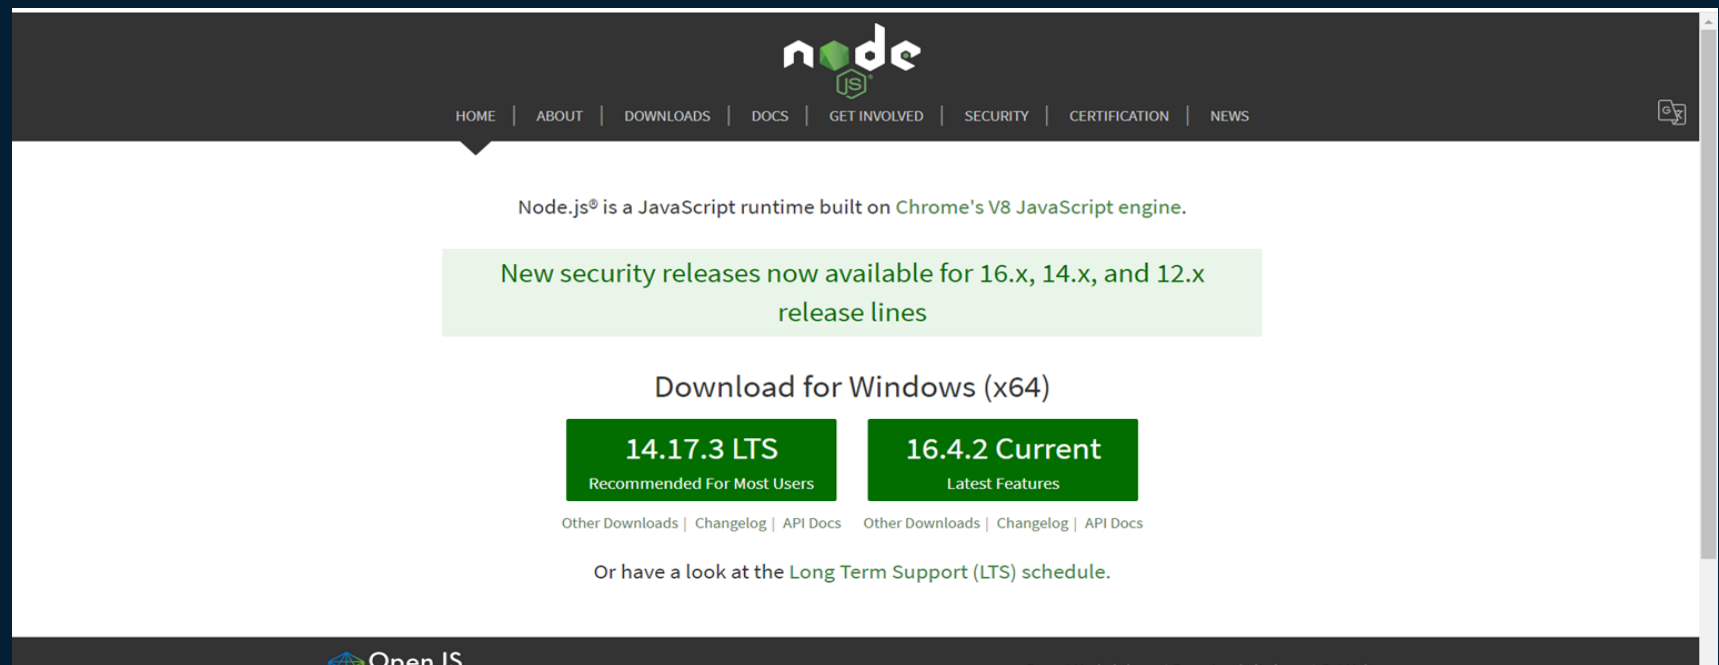 node
JS
HOME | ABOUT | DOWNLOADS | DOCS | GET INVOLVED | SECURITY | CERTIFICATION | NEWS
Node.js® is a JavaScript runtime built on Chrome's V8 JavaScript engine.
New security releases now available for 16.x, 14.x, and 12.x
release lines
Download for Windows (x64)
14.17.3 LTS
Recommended For Most Users
16.4.2 Current
Latest Features
Other Downloads | Changelog | API Docs
Other Downloads | Changelog | API Docs
Or have a look at the Long Term Support (LTS) schedule.
Open JS